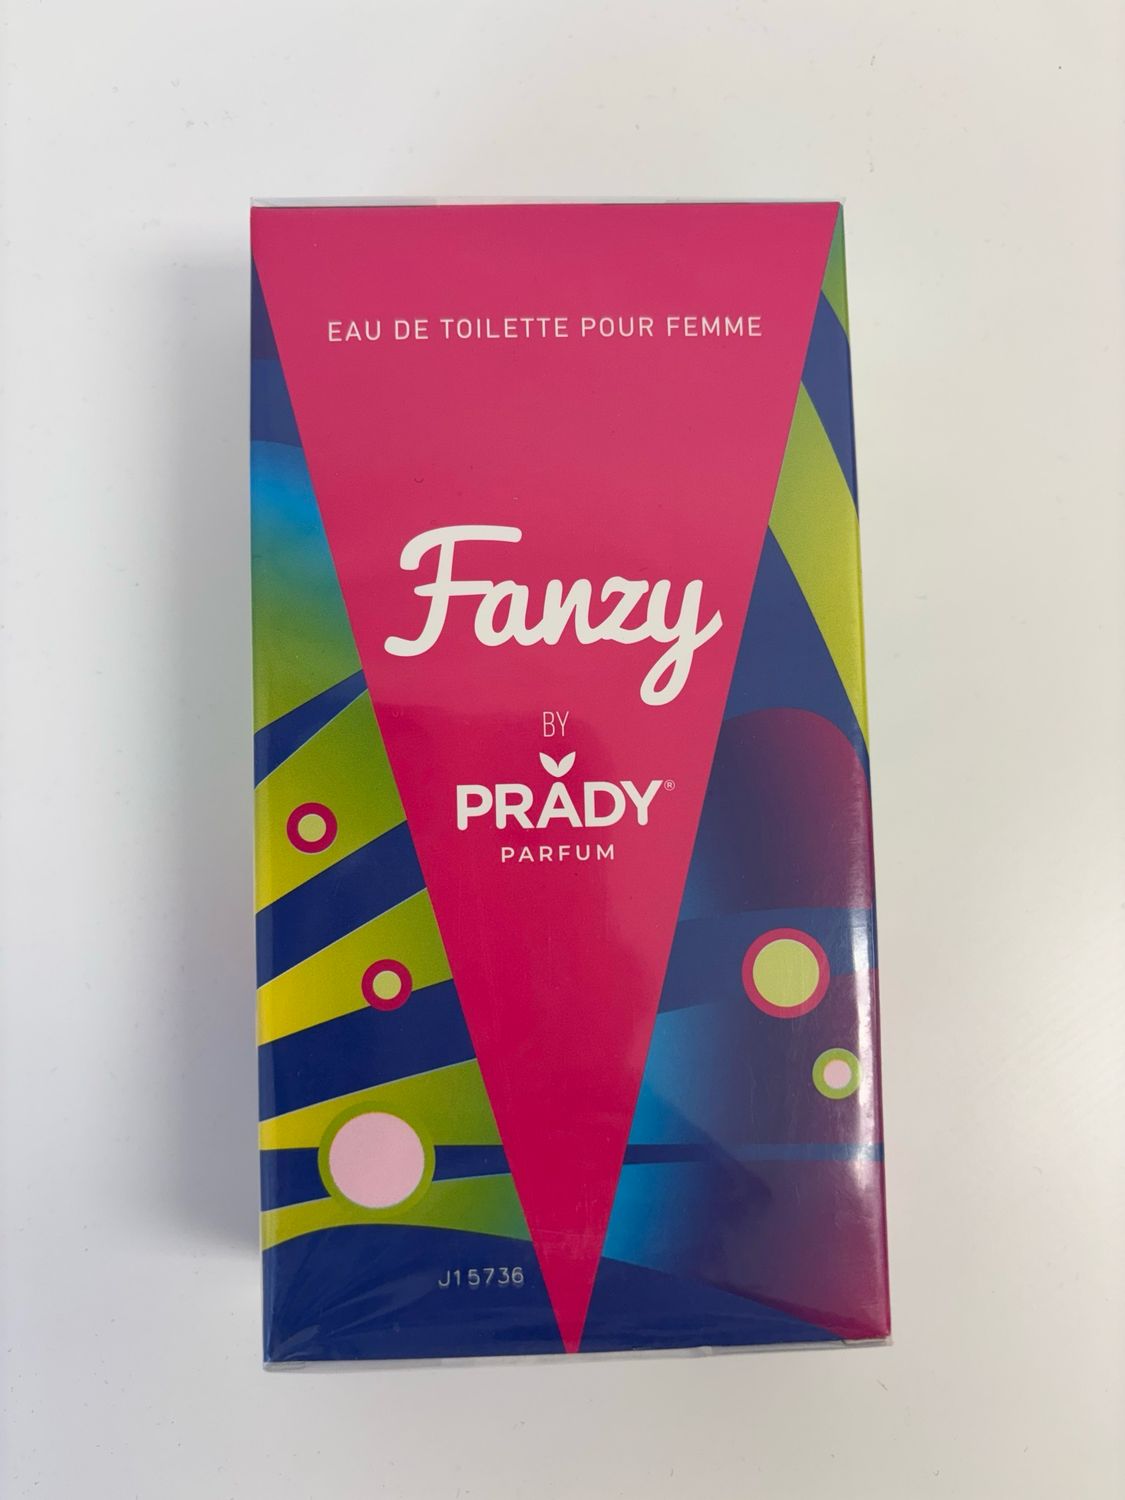 EAU DE TOILETTE POUR FEMME
Fanzy
BY
PRADY®
PARFUM
J15736